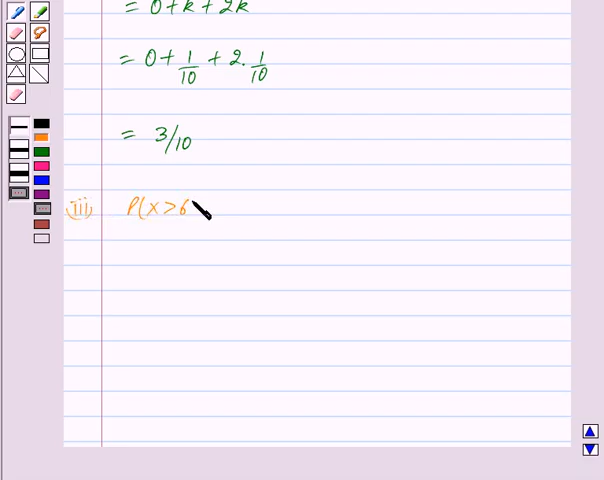 = 0 + k + 2k
= 0 + 1/10 + 2. 1/10
= 3/10
(iii) P(X > 6